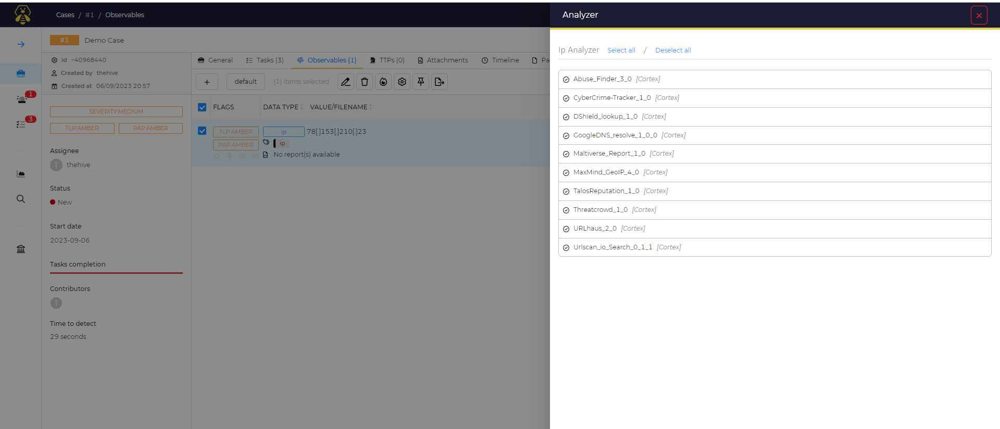 Cases / #1 / Observables
Analyzer
#1 Demo Case
id ~40968440
Created by thehive
Created at 06/09/2023 20:57
SEVERITY:MEDIUM
TLP:AMBER PAP:AMBER
Assignee
T thehive
Status
New
Start date
2023-09-06
Tasks completion
Contributors
T
Time to detect
29 seconds
1
3
General Tasks (3) Observables (1) TTPs (0) Attachments Timeline Pa
+ default (1) items selected
FLAGS DATA TYPE VALUE/FILENAME
TLP:AMBER ip 78[.]153[.]210[.]23
PAP:AMBER ip
No report(s) available
Ip Analyzer Select all / Deselect all
Abuse_Finder_3_0 [Cortex]
CyberCrime-Tracker_1_0 [Cortex]
DShield_lookup_1_0 [Cortex]
GoogleDNS_resolve_1_0_0 [Cortex]
Maltiverse_Report_1_0 [Cortex]
MaxMind_GeoIP_4_0 [Cortex]
TalosReputation_1_0 [Cortex]
Threatcrowd_1_0 [Cortex]
URLhaus_2_0 [Cortex]
Urlscan_io_Search_0_1_1 [Cortex]